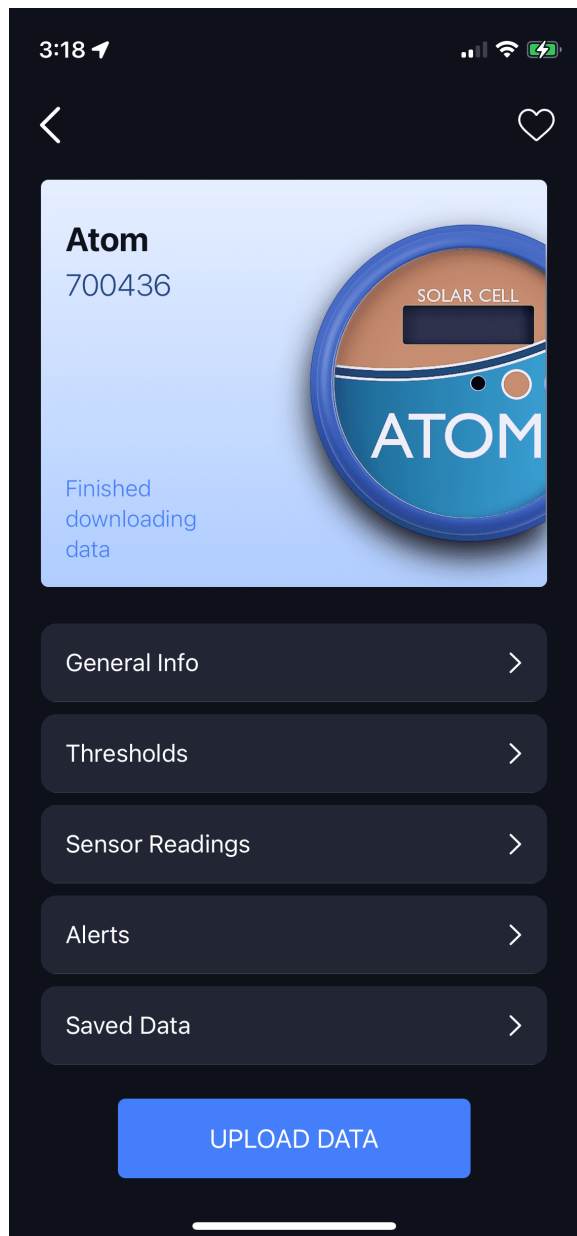 3:18
Atom
700436
SOLAR CELL
ATOM
Finished
downloading
data
General Info
Thresholds
Sensor Readings
Alerts
Saved Data
UPLOAD DATA